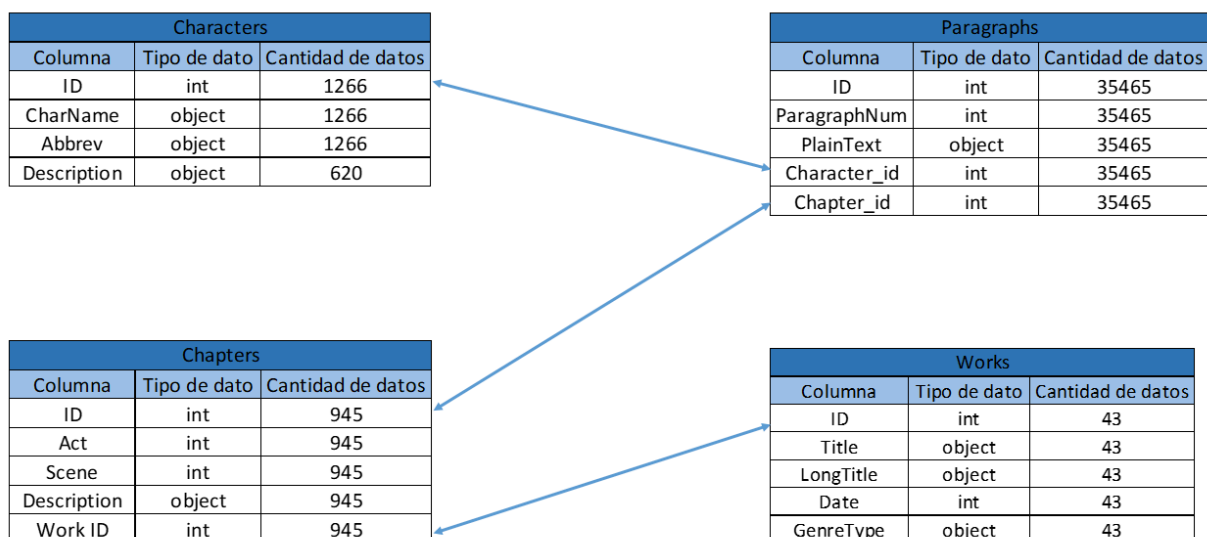 Characters
Columna Tipo de dato Cantidad de datos
ID int 1266
CharName object 1266
Abbrev object 1266
Description object 620
Paragraphs
Columna Tipo de dato Cantidad de datos
ID int 35465
ParagraphNum int 35465
PlainText object 35465
Character_id int 35465
Chapter_id int 35465
Chapters
Columna Tipo de dato Cantidad de datos
ID int 945
Act int 945
Scene int 945
Description object 945
Work ID int 945
Works
Columna Tipo de dato Cantidad de datos
ID int 43
Title object 43
LongTitle object 43
Date int 43
GenreType object 43